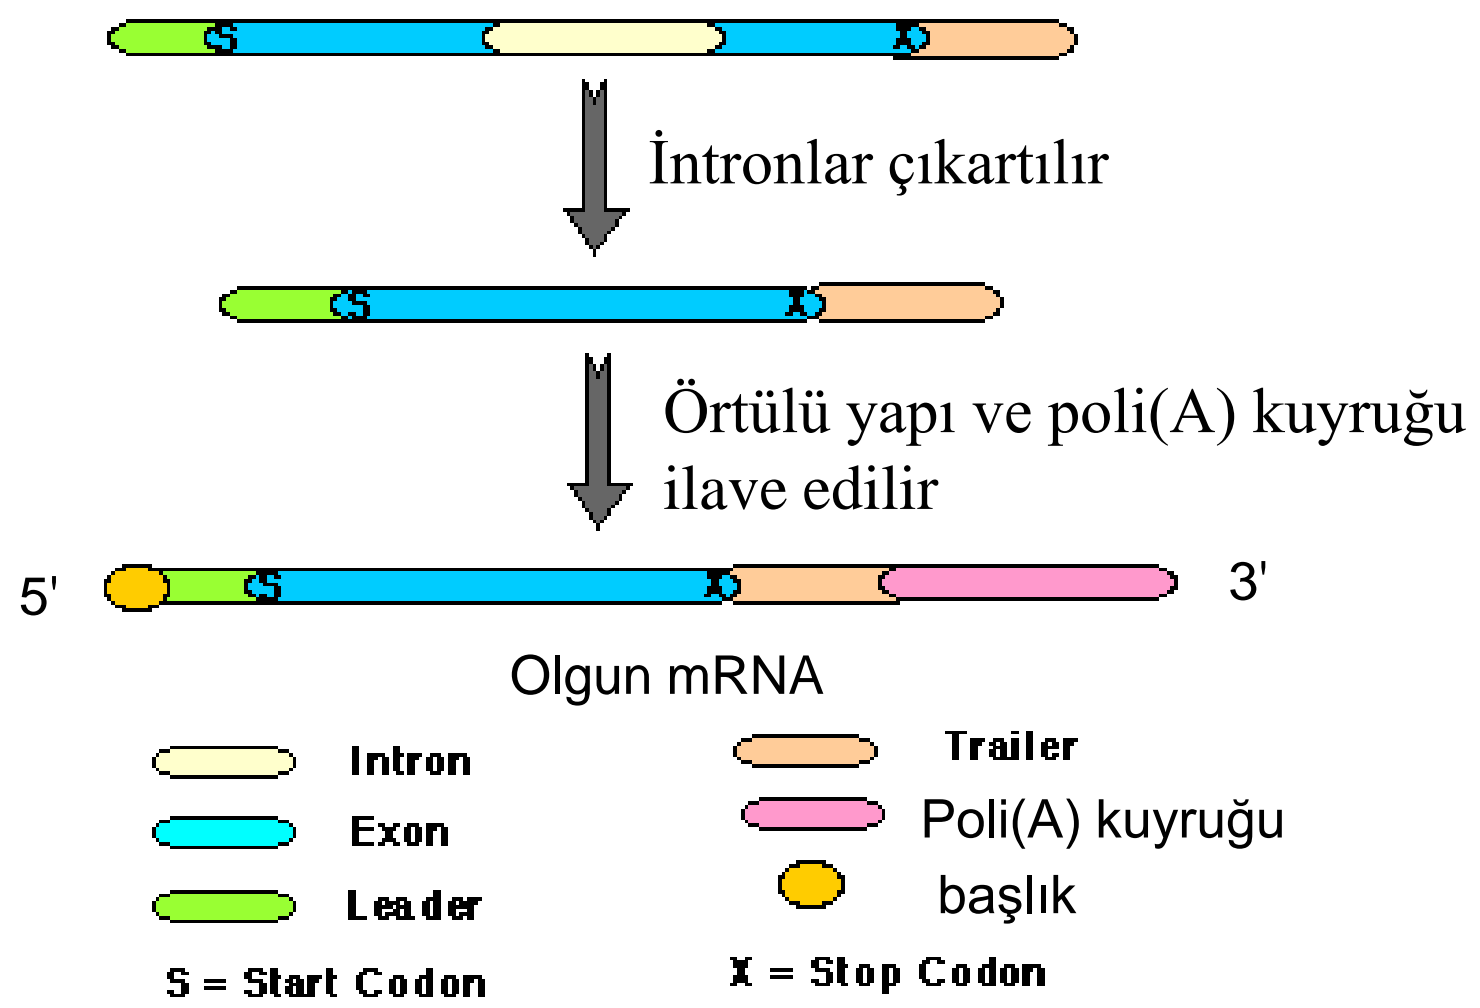 S
X
İntronlar çıkartılır
S
X
Örtülü yapı ve poli(A) kuyruğu
ilave edilir
5'
S
X
3'
Olgun mRNA
Intron
Exon
Leader
S = Start Codon
Trailer
Poli(A) kuyruğu
başlık
X = Stop Codon